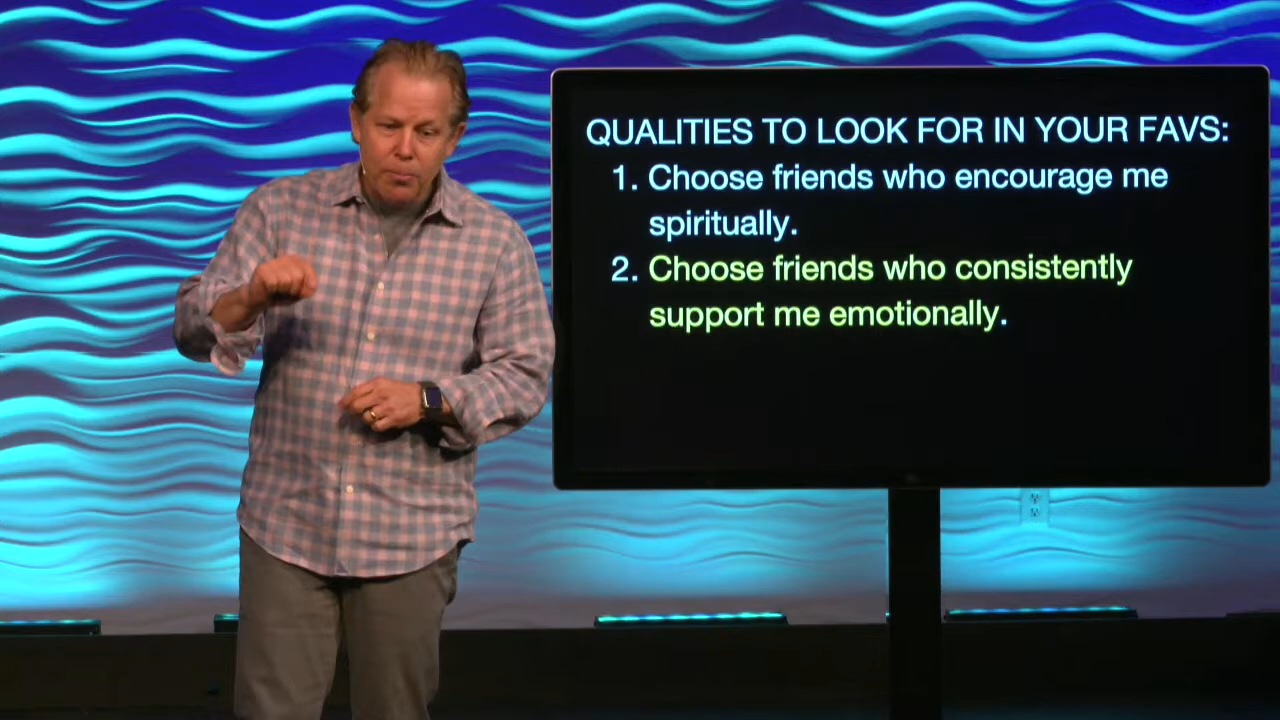 QUALITIES TO LOOK FOR IN YOUR FAVS:
1. Choose friends who encourage me
spiritually.
2. Choose friends who consistently
support me emotionally.